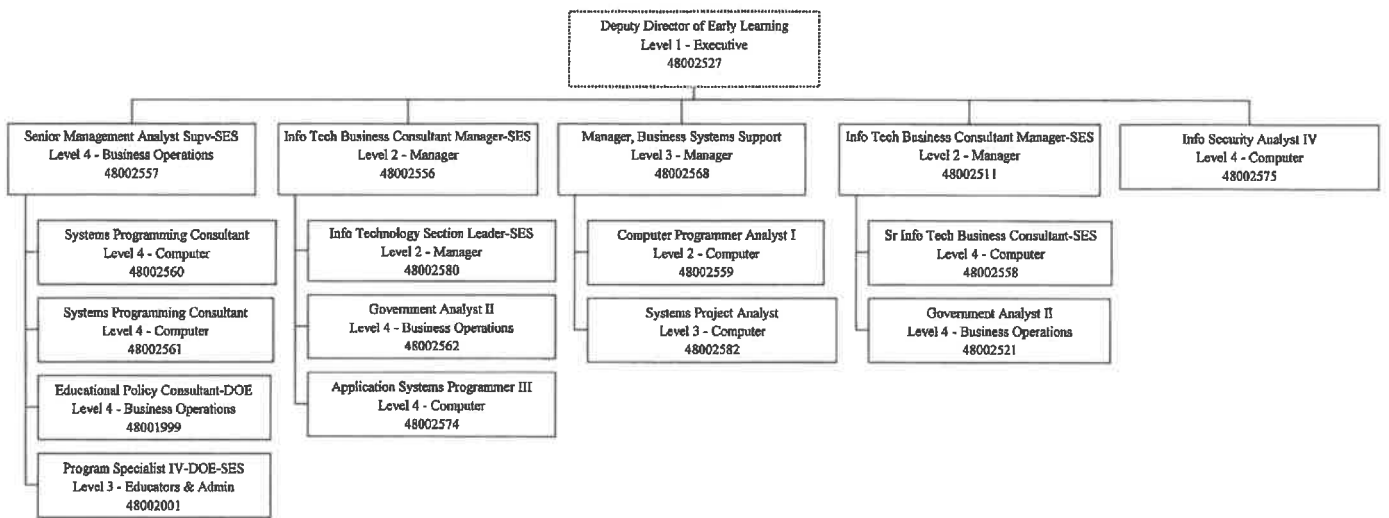 Deputy Director of Early Learning
Level 1 - Executive
48002527
Senior Management Analyst Supv-SES
Level 4 - Business Operations
48002557
Systems Programming Consultant
Level 4 - Computer
48002560
Systems Programming Consultant
Level 4 - Computer
48002561
Educational Policy Consultant-DOE
Level 4 - Business Operations
48001999
Program Specialist IV-DOE-SES
Level 3 - Educators & Admin
48002001
Info Tech Business Consultant Manager-SES
Level 2 - Manager
48002556
Info Technology Section Leader-SES
Level 2 - Manager
48002580
Government Analyst II
Level 4 - Business Operations
48002562
Application Systems Programmer III
Level 4 - Computer
48002574
Manager, Business Systems Support
Level 3 - Manager
48002568
Computer Programmer Analyst I
Level 2 - Computer
48002559
Systems Project Analyst
Level 3 - Computer
48002582
Info Tech Business Consultant Manager-SES
Level 2 - Manager
48002511
Sr Info Tech Business Consultant-SES
Level 4 - Computer
48002558
Government Analyst II
Level 4 - Business Operations
48002521
Info Security Analyst IV
Level 4 - Computer
48002575